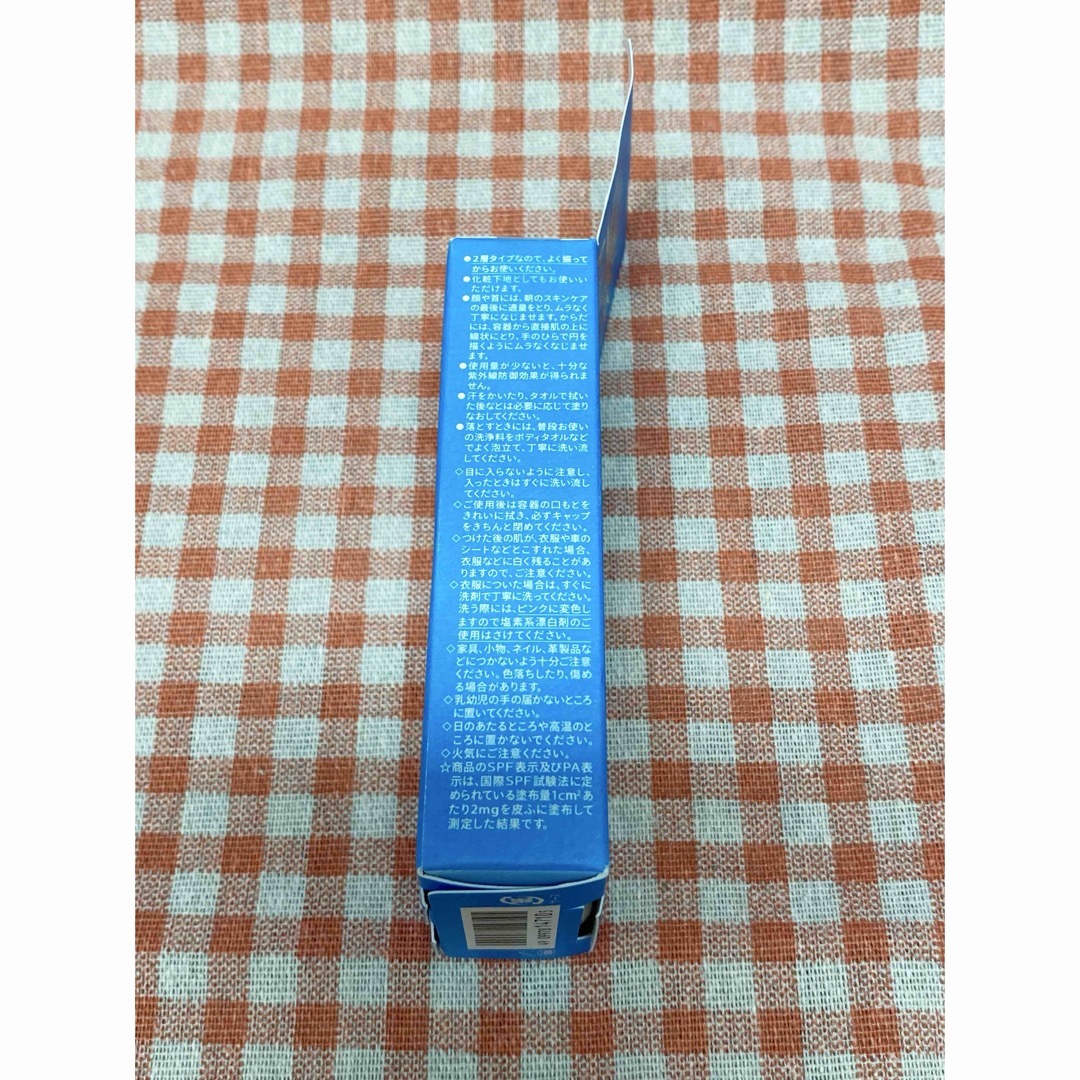 ●2層タイプなので、よく振って
からお使いください。
●化粧下地としてもお使いい
ただけます。
●顔や首には、朝のスキンケア
の最後に適量をとり、ムラなく
丁寧になじませます。からだ
には、容器から直接肌の上に
線状にとり、手のひらで円を
描くようにムラなくなじませ
ます。
●使用量が少ないと、十分な
紫外線防御効果が得られま
せん。
●汗をかいたり、タオルで拭い
た後などは必要に応じて塗り
なおしてください。
●落とすときには、普段お使い
の洗浄料をボディタオルなど
でよく泡立て、丁寧に洗い流
してください。
◇目に入らないように注意し、
入ったときはすぐに洗い流し
てください。
◇ご使用後は容器の口もとを
きれいに拭き、必ずキャップ
をきちんと閉めてください。
◇つけた後の肌が、衣服や車の
シートなどとこすれた場合、
衣服などに白く残ることがあ
りますので、ご注意ください。
◇衣服についた場合は、すぐに
洗剤で丁寧に洗ってください。
洗う際には、ピンクに変色し
ますので塩素系漂白剤のご
使用はさけてください。
◇家具、小物、ネイル、革製品な
どにつかないよう十分ご注意
ください。色落ちしたり、傷め
る場合があります。
◇乳幼児の手の届かないところ
に置いてください。
◇日のあたるところや高温のと
ころに置かないでください。
◇火気にご注意ください。
☆商品のSPF表示及びPA表
示は、国際SPF試験法に定
められている塗布量1cm²あ
たり2mgを皮ふに塗布して
測定した結果です。